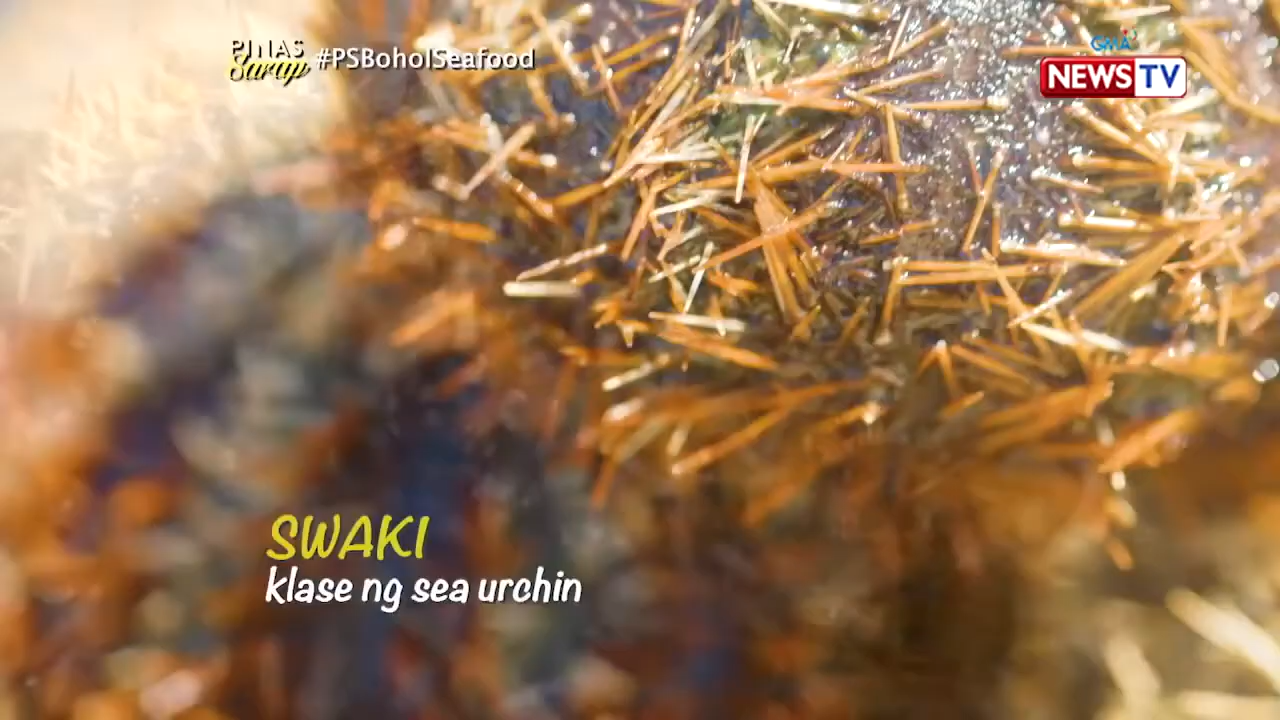 PINAS
Sarap
#PSBoholSeafood
GMA
NEWS TV
SWAKI
klase ng sea urchin